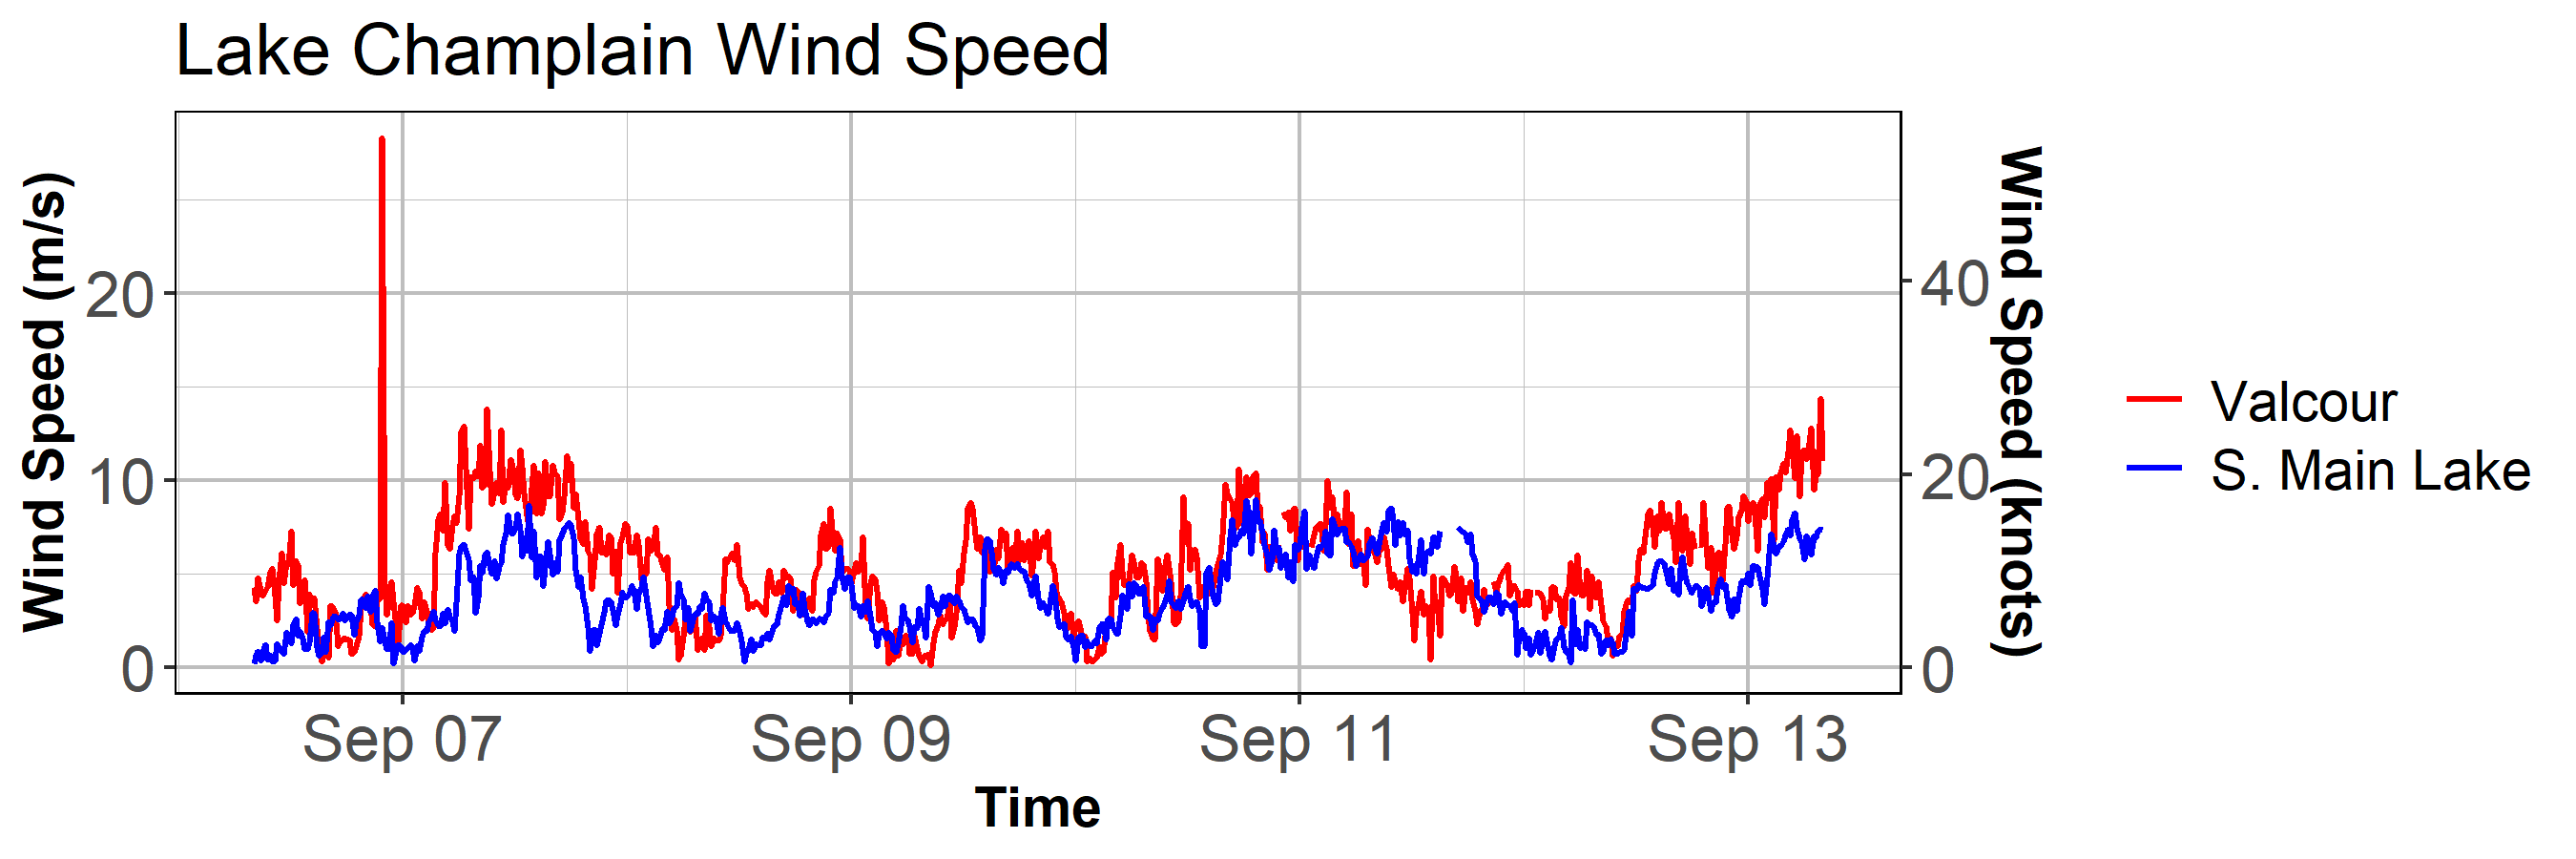 Lake Champlain Wind Speed
Wind Speed (m/s)
20
10
0
40
20
0
Wind Speed (knots)
Sep 07
Sep 09
Sep 11
Sep 13
Time
Valcour
S. Main Lake